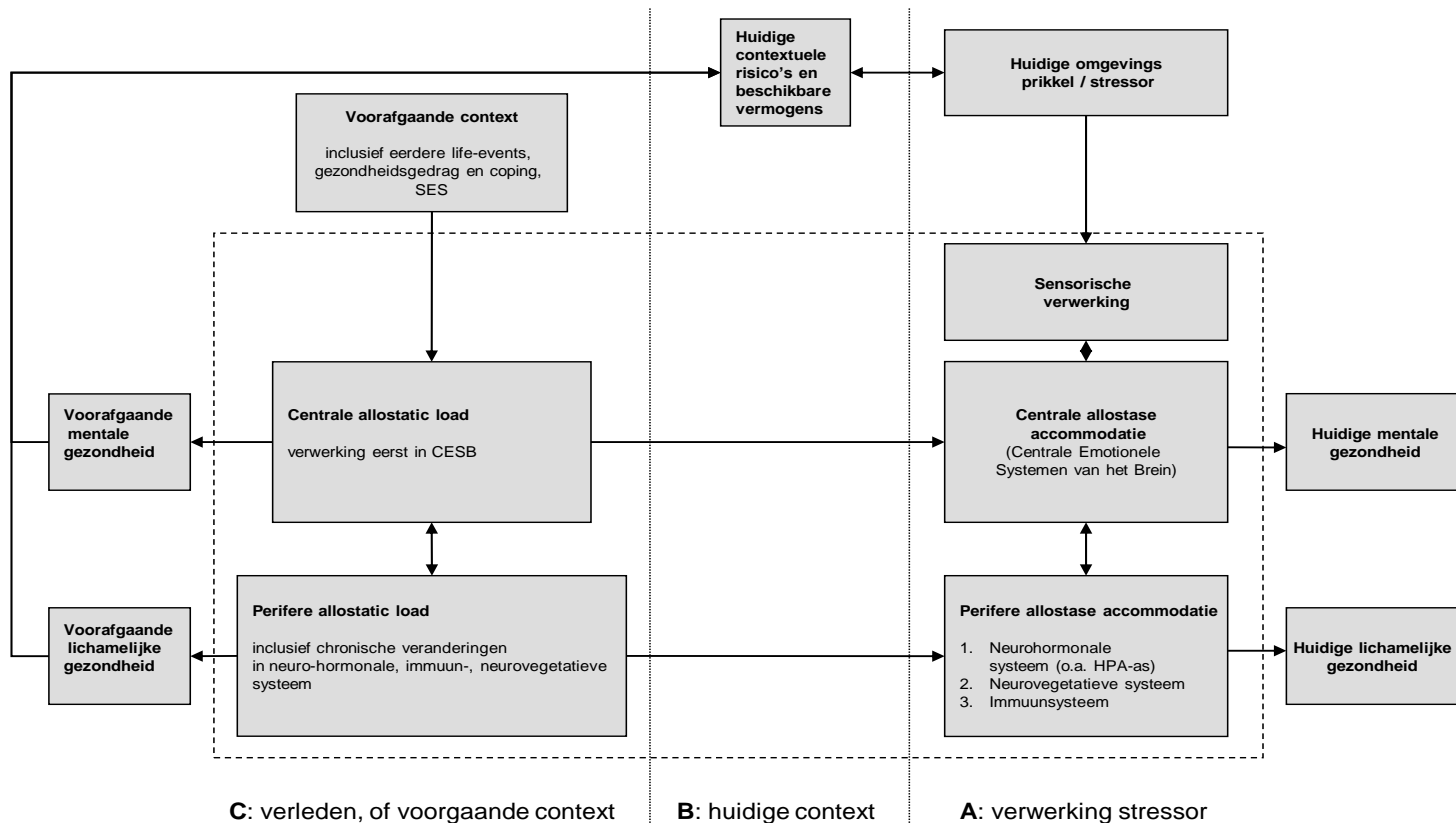 Huidige
contextuele
risico's en
beschikbare
vermogens
Huidige omgevings
prikkel / stressor
Voorafgaande context
inclusief eerdere life-events,
gezondheidsgedrag en coping,
SES
Sensorische
verwerking
Voorafgaande
mentale
gezondheid
Centrale allostatic load
verwerking eerst in CESB
Centrale allostase
accommodatie
(Centrale Emotionele
Systemen van het Brein)
Huidige mentale
gezondheid
Voorafgaande
lichamelijke
gezondheid
Perifere allostatic load
inclusief chronische veranderingen
in neuro-hormonale, immuun-, neurovegetatieve
systeem
Perifere allostase accommodatie
1. Neurohormonale
systeem (o.a. HPA-as)
2. Neurovegetatieve systeem
3. Immuunsysteem
Huidige lichamelijke
gezondheid
C: verleden, of voorgaande context
B: huidige context
A: verwerking stressor